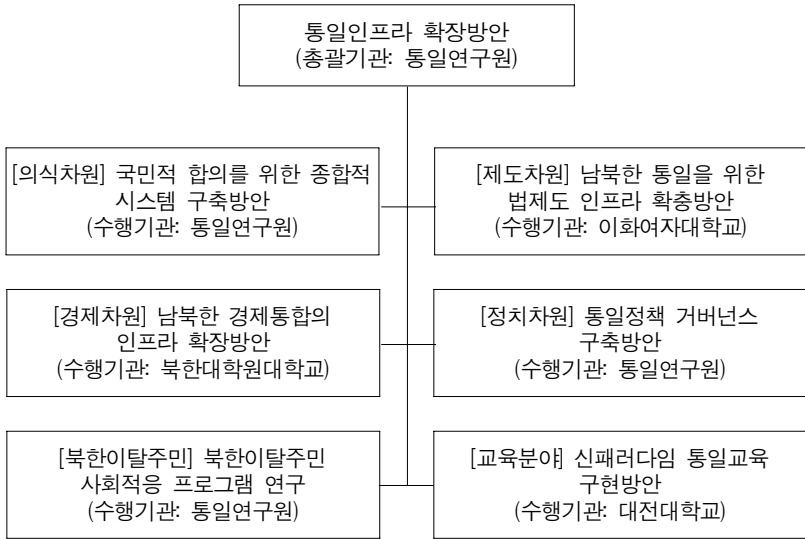 통일인프라 확장방안
(총괄기관: 통일연구원)
[의식차원] 국민적 합의를 위한 종합적
시스템 구축방안
(수행기관: 통일연구원)
[제도차원] 남북한 통일을 위한
법제도 인프라 확충방안
(수행기관: 이화여자대학교)
[경제차원] 남북한 경제통합의
인프라 확장방안
(수행기관: 북한대학원대학교)
[정치차원] 통일정책 거버넌스
구축방안
(수행기관: 통일연구원)
[북한이탈주민] 북한이탈주민
사회적응 프로그램 연구
(수행기관: 통일연구원)
[교육분야] 신패러다임 통일교육
구현방안
(수행기관: 대전대학교)